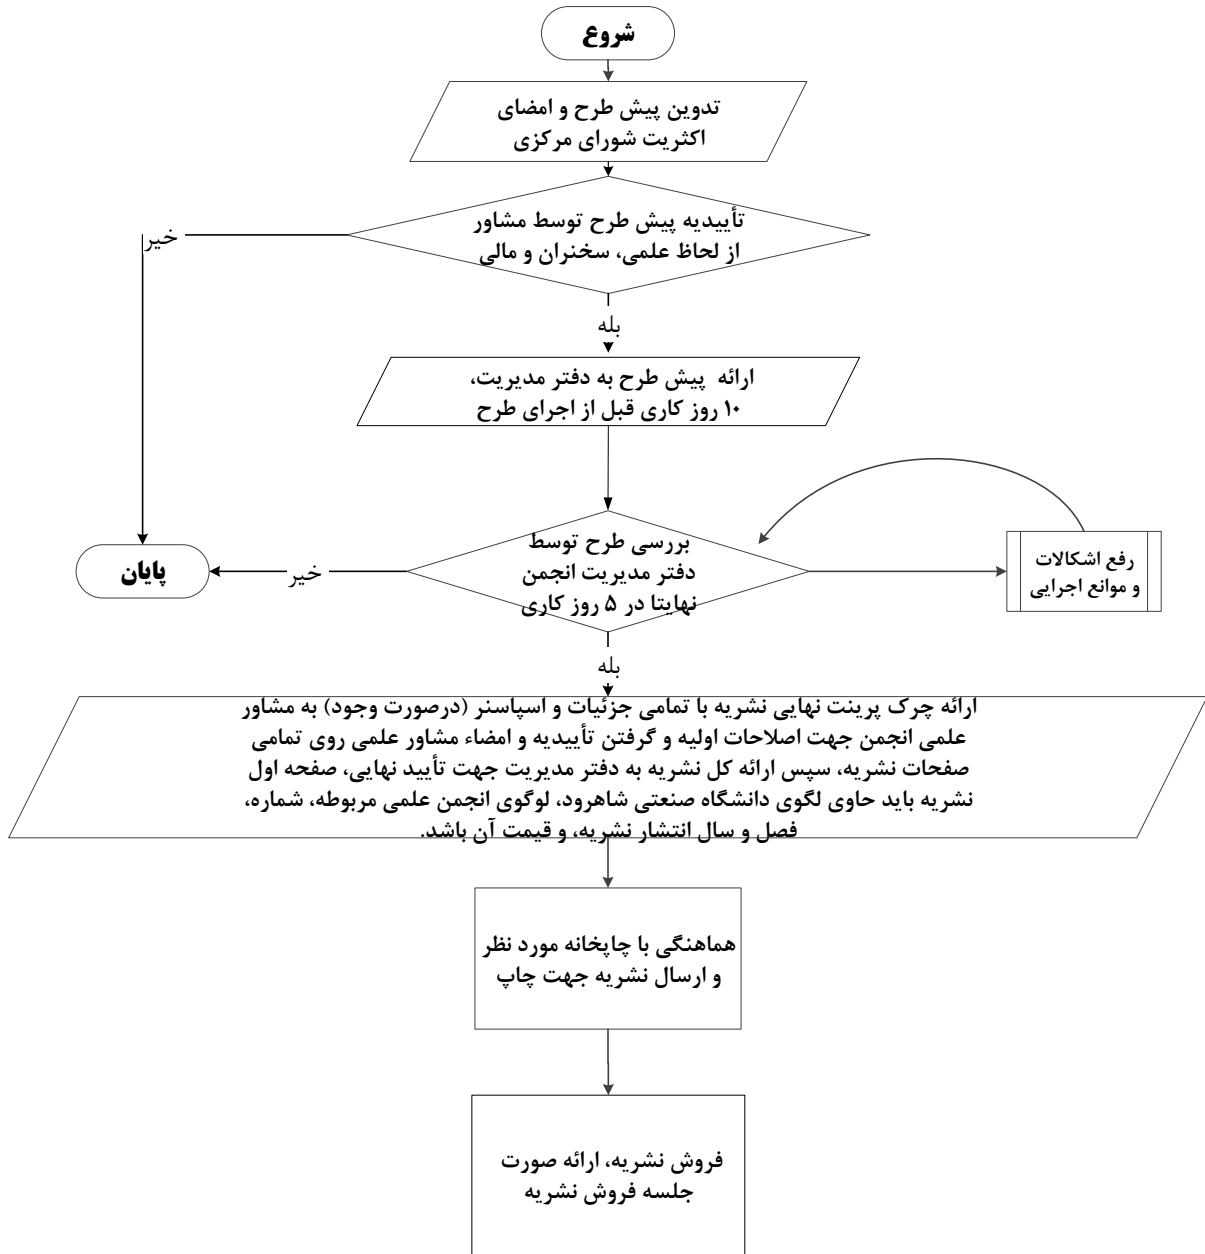 شروع
تدوین پیش طرح و امضای
اکثریت شورای مرکزی
تأییدیه پیش طرح توسط مشاور
از لحاظ علمی، سخنران و مالی
خیر
بله
ارائه پیش طرح به دفتر مدیریت،
۱۰ روز کاری قبل از اجرای طرح
بررسی طرح توسط
دفتر مدیریت انجمن
نهایتا در ۵ روز کاری
رفع اشکالات
و موانع اجرایی
خیر
پایان
بله
ارائه چرک پرینت نهایی نشریه با تمامی جزئیات و اسپاسنر (درصورت وجود) به مشاور
علمی انجمن جهت اصلاحات اولیه و گرفتن تأییدیه و امضاء مشاور علمی روی تمامی
صفحات نشریه، سپس ارائه کل نشریه به دفتر مدیریت جهت تأیید نهایی، صفحه اول
نشریه باید حاوی لگوی دانشگاه صنعتی شاهرود، لوگوی انجمن علمی مربوطه، شماره،
فصل و سال انتشار نشریه، و قیمت آن باشد.
هماهنگی با چاپخانه مورد نظر
و ارسال نشریه جهت چاپ
فروش نشریه، ارائه صورت
جلسه فروش نشریه